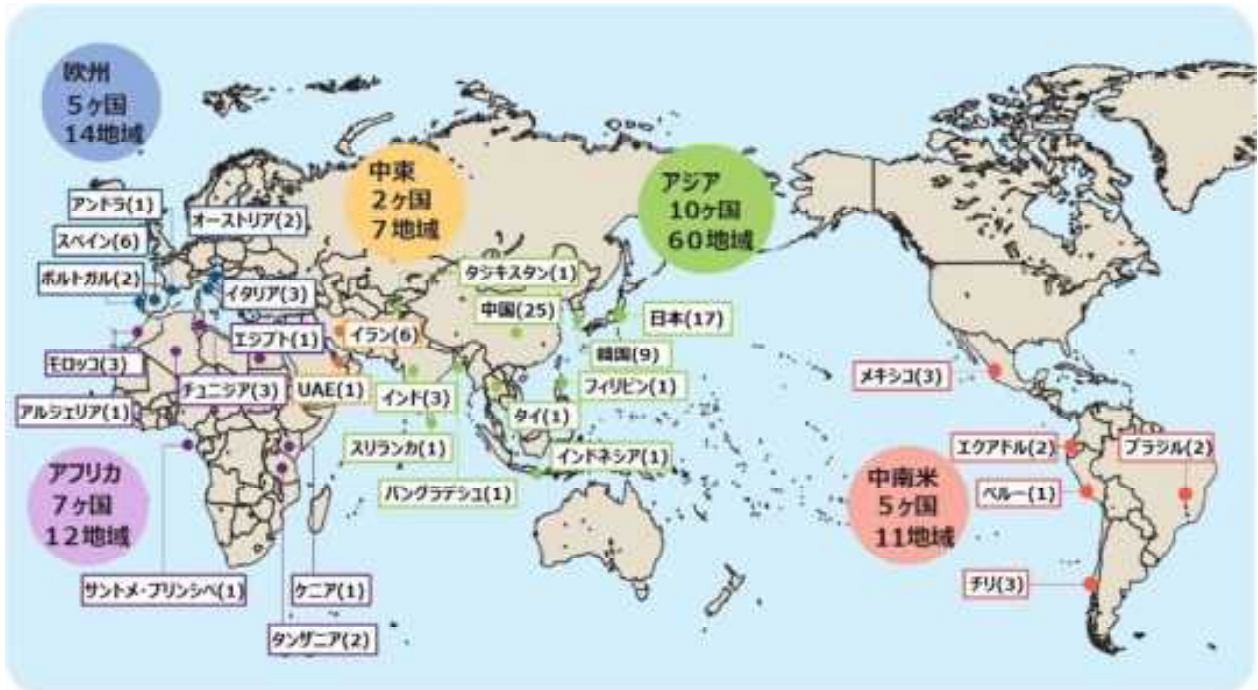 欧州
5ヶ国
14地域
中東
2ヶ国
7地域
アジア
10ヶ国
60地域
アンドラ(1)
オーストリア(2)
スペイン(6)
ポルトガル(2)
イタリア(3)
タジキスタン(1)
中国(25)
日本(17)
韓国(9)
エジプト(1)
イラン(6)
モロッコ(3)
チュニジア(3)
UAE(1)
インド(3)
フィリピン(1)
メキシコ(3)
アルジェリア(1)
タイ(1)
スリランカ(1)
インドネシア(1)
エクアドル(2)
ブラジル(2)
アフリカ
7ヶ国
12地域
バングラデシュ(1)
中南米
5ヶ国
11地域
ペルー(1)
サントメ・プリンシペ(1)
ケニア(1)
チリ(3)
タンザニア(2)